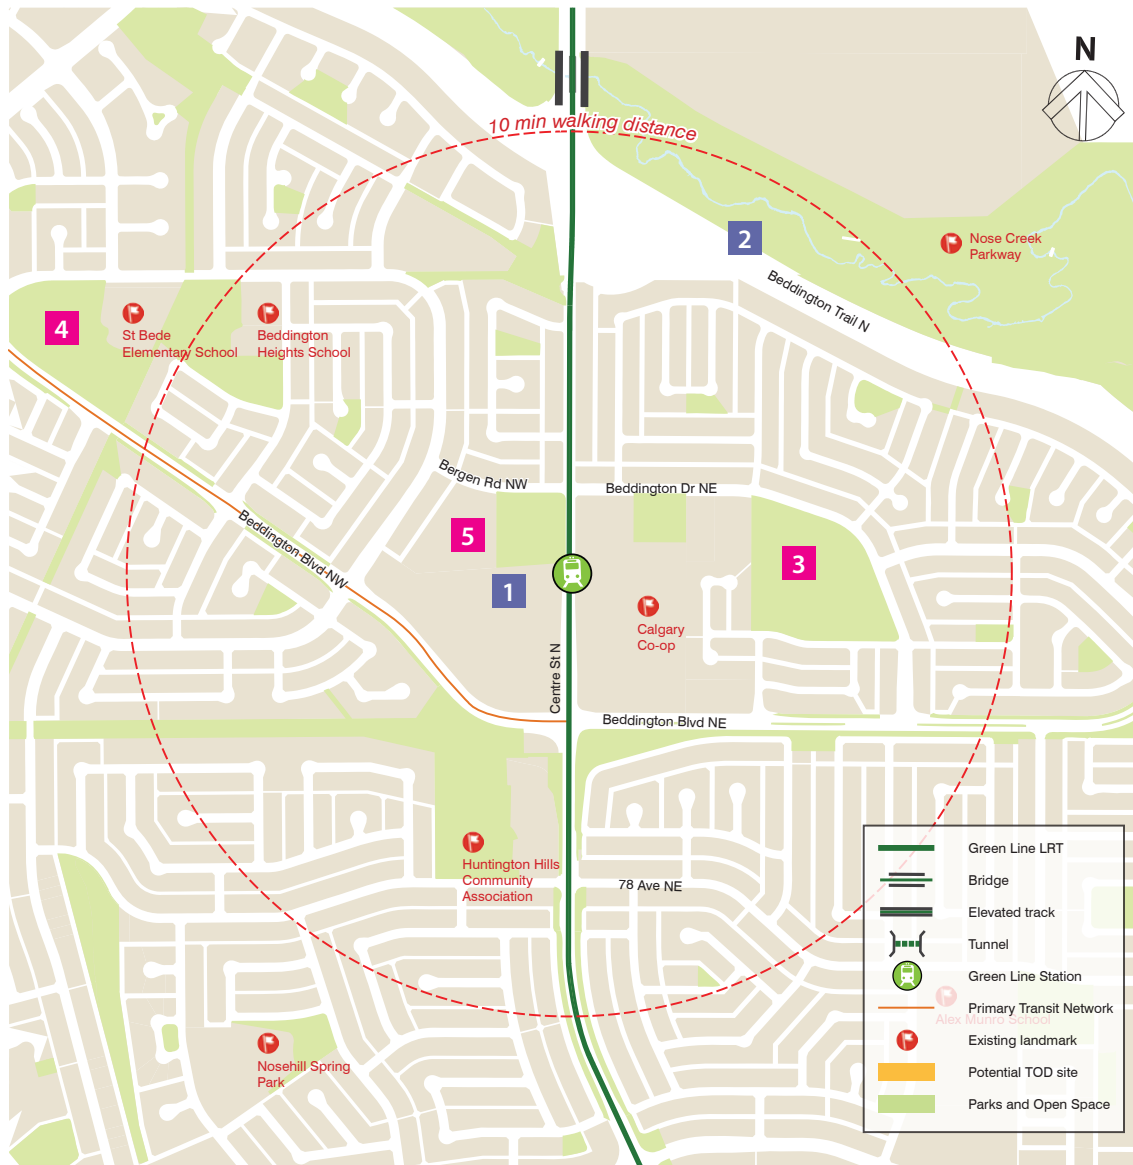 N
10 min walking distance
2
Nose Creek
Parkway
Beddington Trail N
4
St Bede
Elementary School
Beddington
Heights School
Bergen Rd NW
Beddington Dr NE
5
3
Beddington Blvd NW
1
Calgary
Co-op
Centre St N
Beddington Blvd NE
Huntington Hills
Community
Association
78 Ave NE
Nosehill Spring
Park
Alex Munro School
Green Line LRT
Bridge
Elevated track
Tunnel
Green Line Station
Primary Transit Network
Existing landmark
Potential TOD site
Parks and Open Space